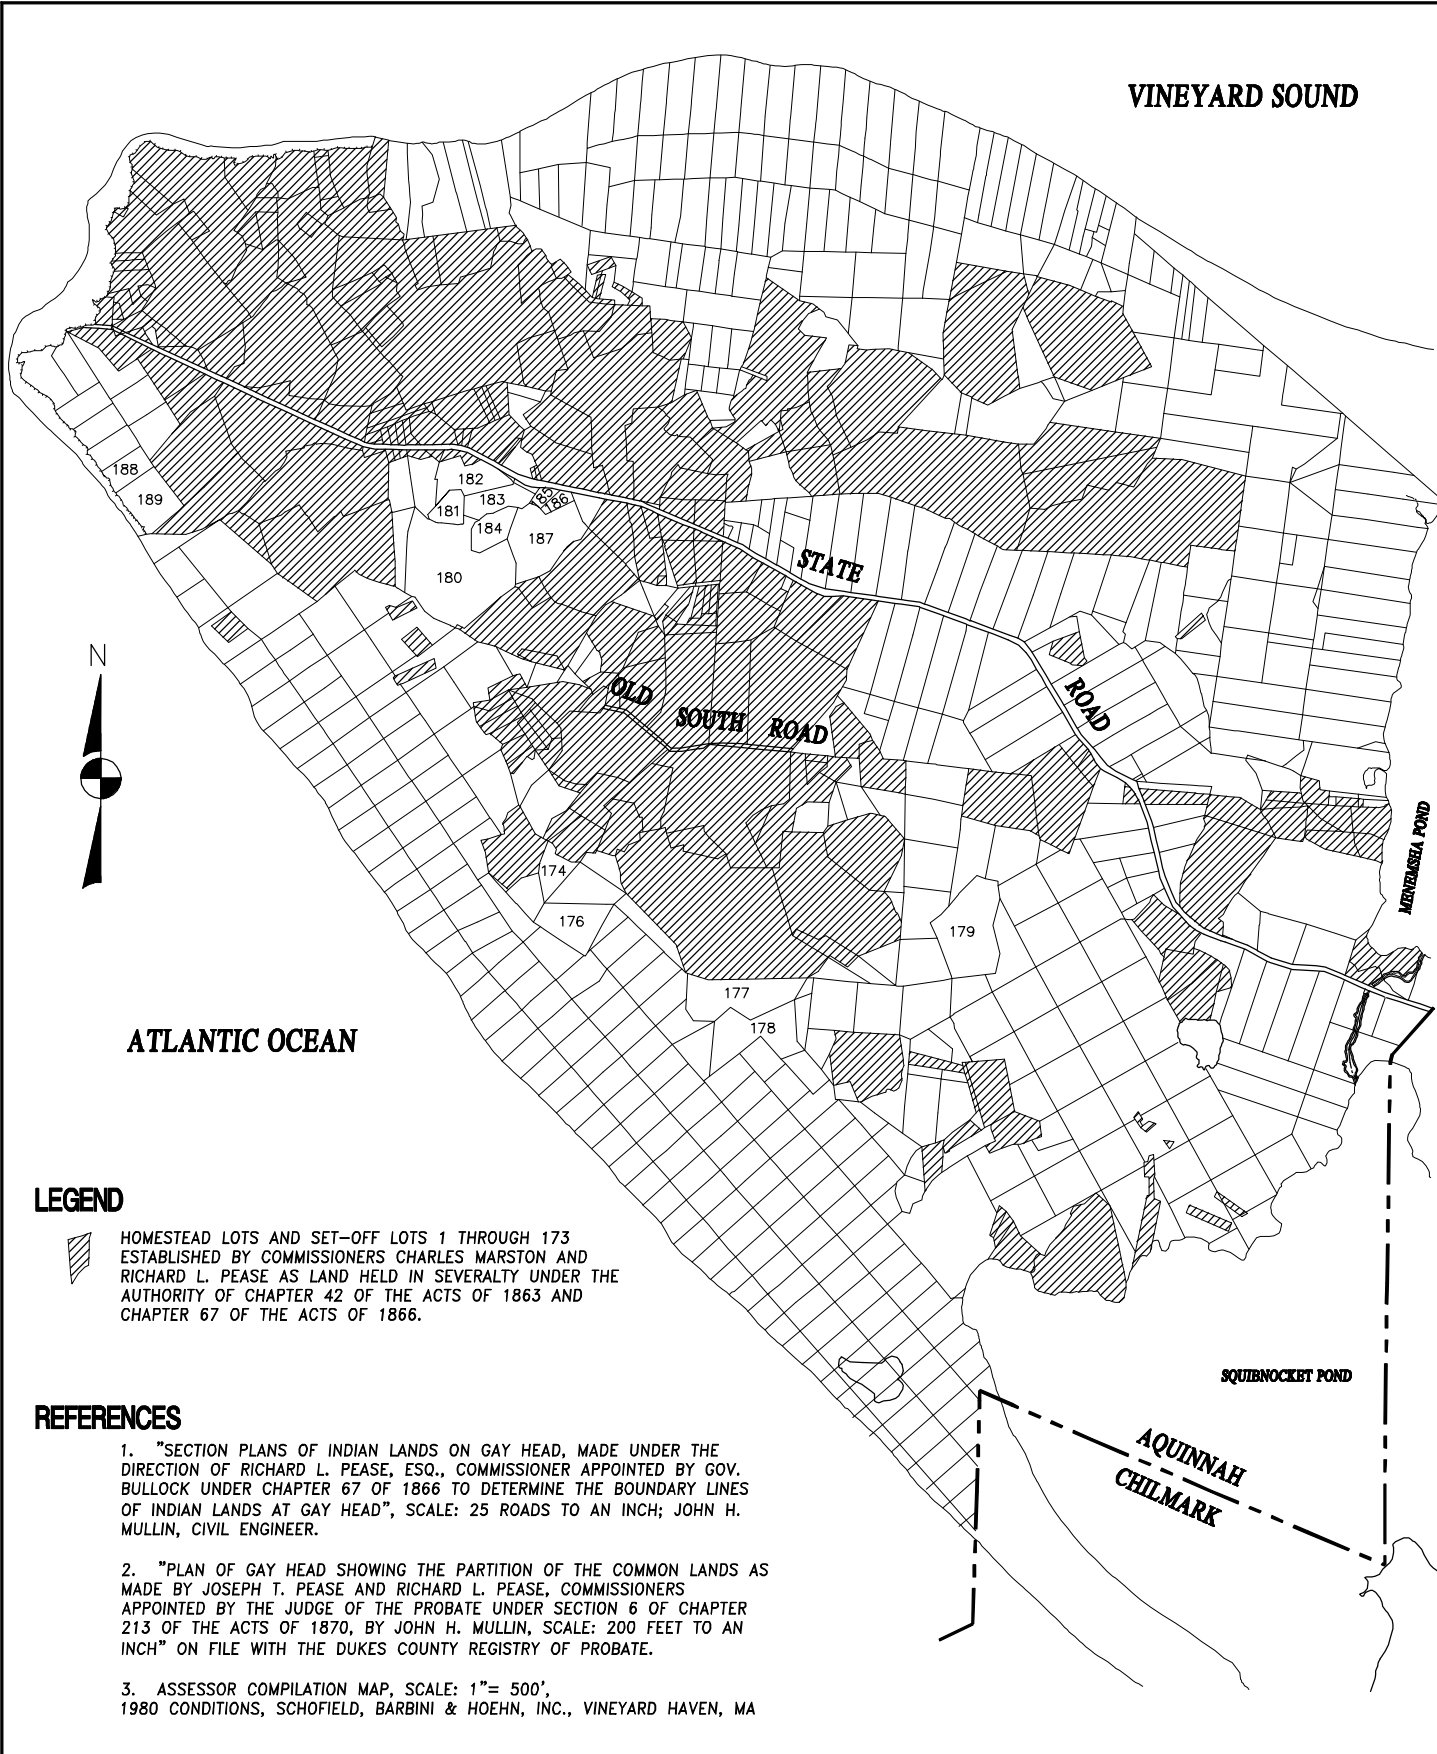 VINEYARD SOUND
188
189
182
181
183
185
186
184
187
180
STATE
N
OLD SOUTH ROAD
ROAD
MENEMSHA POND
174
176
179
177
178
ATLANTIC OCEAN
LEGEND
HOMESTEAD LOTS AND SET-OFF LOTS 1 THROUGH 173
ESTABLISHED BY COMMISSIONERS CHARLES MARSTON AND
RICHARD L. PEASE AS LAND HELD IN SEVERALTY UNDER THE
AUTHORITY OF CHAPTER 42 OF THE ACTS OF 1863 AND
CHAPTER 67 OF THE ACTS OF 1866.
SQUIBNOCKET POND
AQUINNAH
CHILMARK
REFERENCES
1. "SECTION PLANS OF INDIAN LANDS ON GAY HEAD, MADE UNDER THE
DIRECTION OF RICHARD L. PEASE, ESQ., COMMISSIONER APPOINTED BY GOV.
BULLOCK UNDER CHAPTER 67 OF 1866 TO DETERMINE THE BOUNDARY LINES
OF INDIAN LANDS AT GAY HEAD", SCALE: 25 ROADS TO AN INCH; JOHN H.
MULLIN, CIVIL ENGINEER.
2. "PLAN OF GAY HEAD SHOWING THE PARTITION OF THE COMMON LANDS AS
MADE BY JOSEPH T. PEASE AND RICHARD L. PEASE, COMMISSIONERS
APPOINTED BY THE JUDGE OF THE PROBATE UNDER SECTION 6 OF CHAPTER
213 OF THE ACTS OF 1870, BY JOHN H. MULLIN, SCALE: 200 FEET TO AN
INCH" ON FILE WITH THE DUKES COUNTY REGISTRY OF PROBATE.
3. ASSESSOR COMPILATION MAP, SCALE: 1"= 500',
1980 CONDITIONS, SCHOFIELD, BARBINI & HOEHN, INC., VINEYARD HAVEN, MA